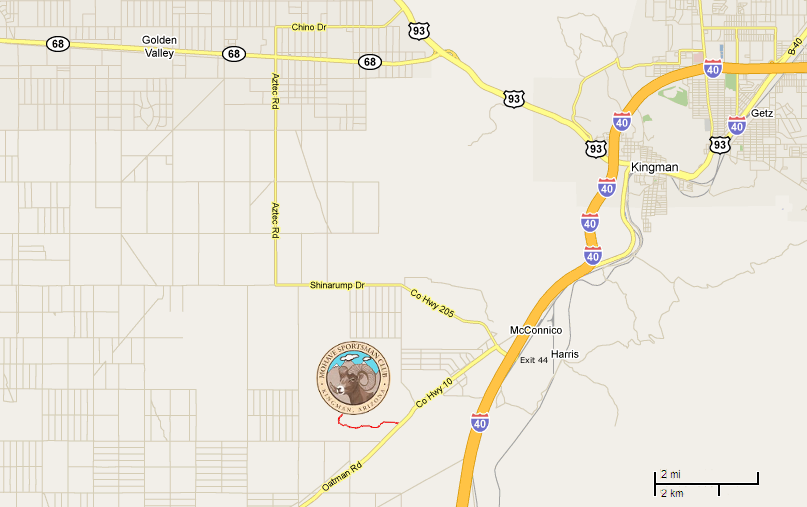 Chino Dr
93
B-40
Golden
Valley
68
68
68
40
Aztec Rd
93
Getz
40
40
93
93
Kingman
40
Aztec Rd
40
40
Shinarump Dr
Co Hwy 205
McConnico
Exit 44
Harris
MOHAVE SPORTSMAN CLUB
KINGMAN, ARIZONA
Co Hwy 10
40
Oatman Rd
2 mi
2 km